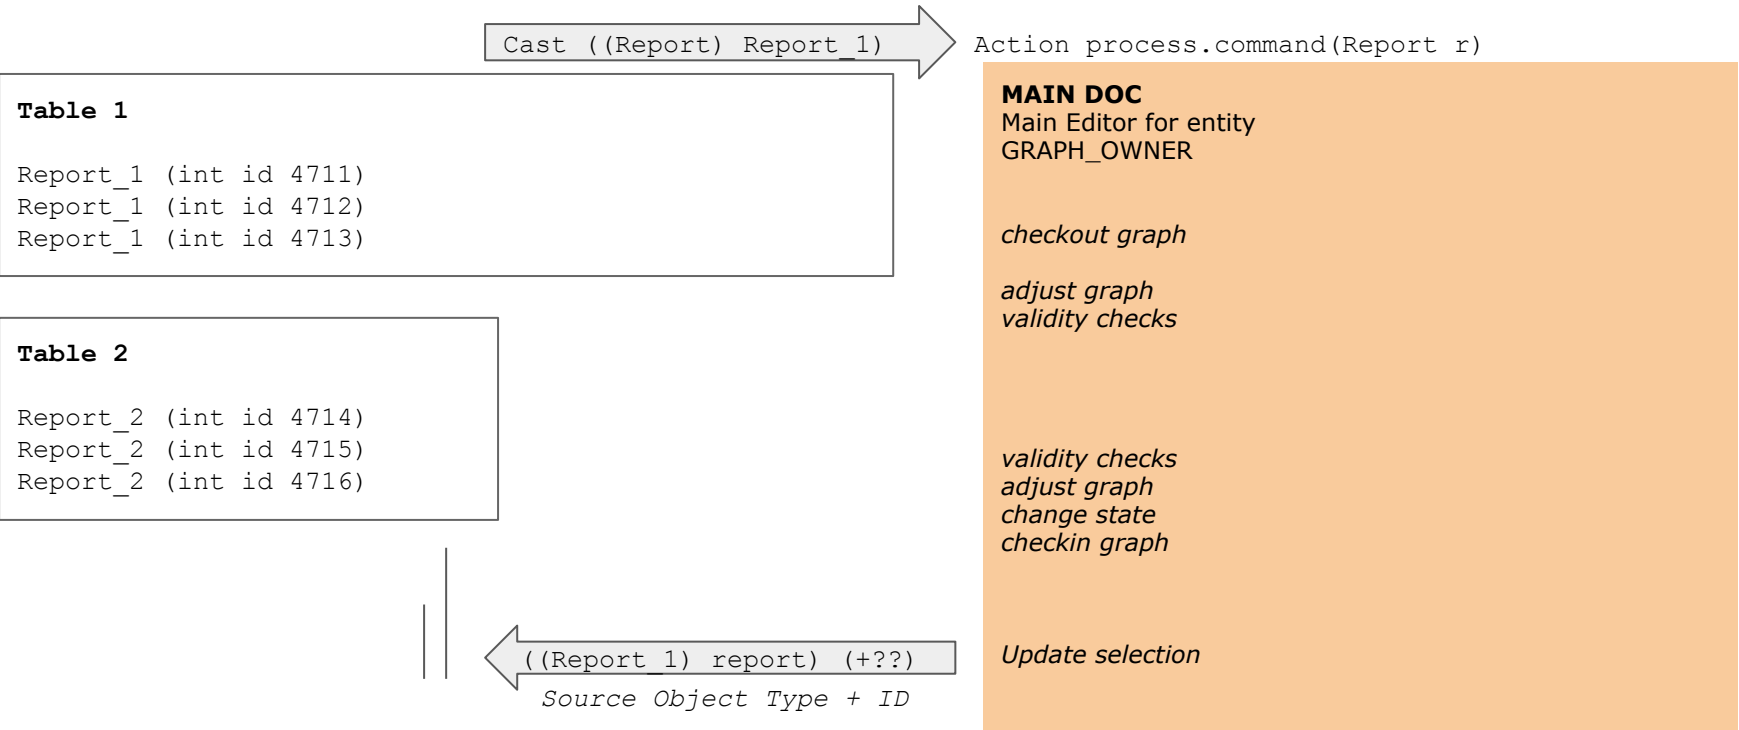 Cast ((Report) Report_1)
Action process.command(Report r)
Table 1
Report_1 (int id 4711)
Report_1 (int id 4712)
Report_1 (int id 4713)
Table 2
Report_2 (int id 4714)
Report_2 (int id 4715)
Report_2 (int id 4716)
MAIN DOC
Main Editor for entity
GRAPH_OWNER
checkout graph
adjust graph
validity checks
validity checks
adjust graph
change state
checkin graph
Update selection
((Report_1) report) (+??)
Source Object Type + ID